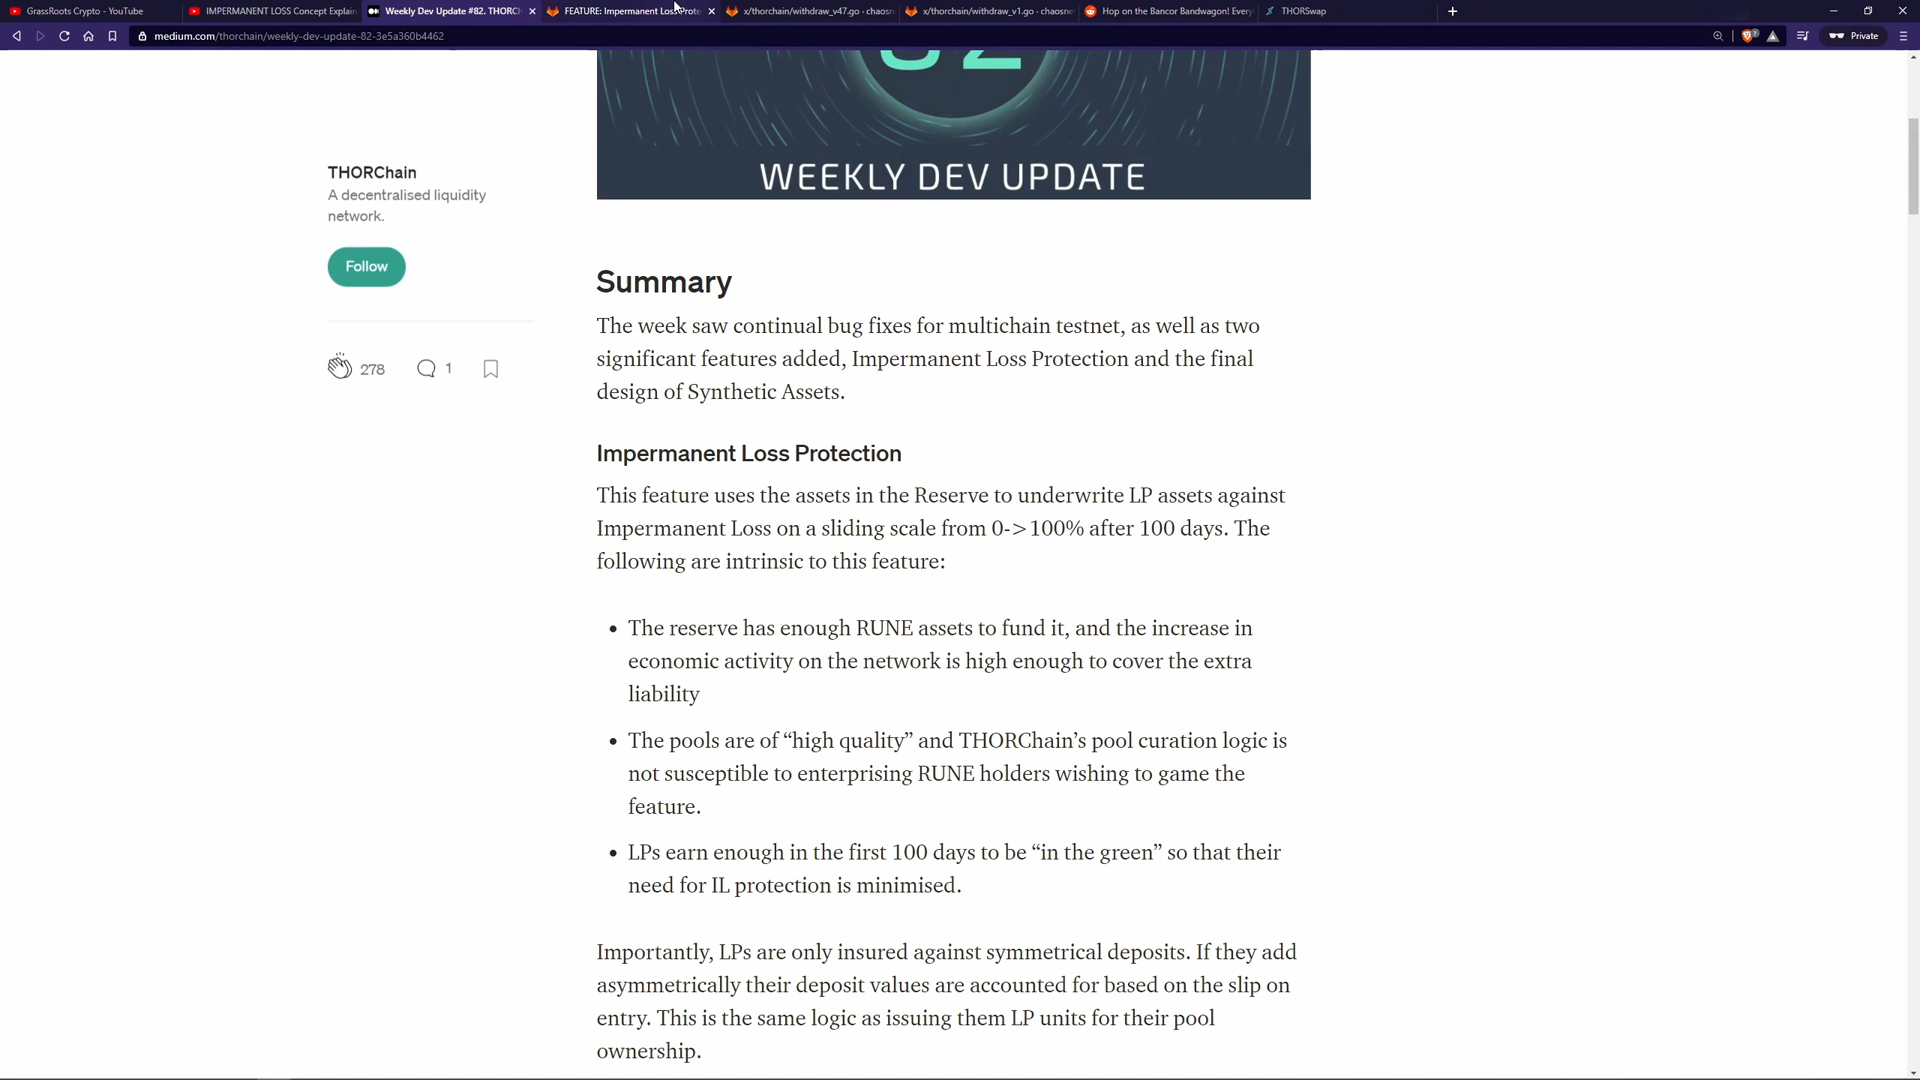 GrassRoots Crypto - YouTube
IMPERMANENT LOSS Concept Explain
Weekly Dev Update #82. THORC
FEATURE: Impermanent Loss Prote
x/thorchain/withdraw_v47.go · chaosn
x/thorchain/withdraw_v1.go · chaosne
Hop on the Bancor Bandwagon! Every
THORSwap
medium.com/thorchain/weekly-dev-update-82-3e5a360b4462
Private
WEEKLY DEV UPDATE
THORChain
A decentralised liquidity
network.
Follow
278
1
Summary
The week saw continual bug fixes for multichain testnet, as well as two
significant features added, Impermanent Loss Protection and the final
design of Synthetic Assets.
Impermanent Loss Protection
This feature uses the assets in the Reserve to underwrite LP assets against
Impermanent Loss on a sliding scale from 0->100% after 100 days. The
following are intrinsic to this feature:
• The reserve has enough RUNE assets to fund it, and the increase in
economic activity on the network is high enough to cover the extra
liability
• The pools are of “high quality” and THORChain’s pool curation logic is
not susceptible to enterprising RUNE holders wishing to game the
feature.
• LPs earn enough in the first 100 days to be “in the green” so that their
need for IL protection is minimised.
Importantly, LPs are only insured against symmetrical deposits. If they add
asymmetrically their deposit values are accounted for based on the slip on
entry. This is the same logic as issuing them LP units for their pool
ownership.